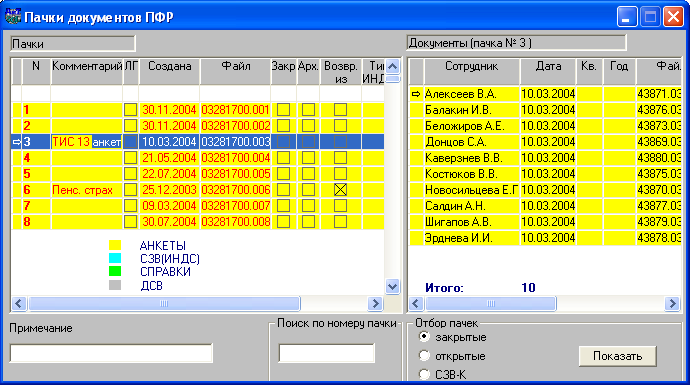 Пачки документов ПФР
Пачки
Документы (пачка № 3 )
N Комментарий ЛГ Создана Файл Закр Арх. Возвр. из Тип ИНД
1 30.11.2004 03281700.001
2 30.11.2004 03281700.002
3 ТИС 13 анкет 10.03.2004 03281700.003
4 21.05.2004 03281700.004
5 22.07.2004 03281700.005
6 Пенс. страх 25.12.2003 03281700.006
7 09.03.2004 03281700.007
8 30.07.2004 03281700.008
АНКЕТЫ
СЗВ(ИНДС)
СПРАВКИ
ДСВ
Сотрудник Дата Кв. Год Фай
Алексеев В.А. 10.03.2004 43871.03
Балакин И.В. 10.03.2004 43876.03
Беложиров А.Е. 10.03.2004 43873.03
Донцов С.А. 10.03.2004 43869.03
Каверзнев В.В. 10.03.2004 43880.03
Костюков В.В. 10.03.2004 43875.03
Новосильцева Е.Г 10.03.2004 43870.03
Салдин А.Н. 10.03.2004 43877.03
Шигапов А.В. 10.03.2004 43879.03
Эрднева И.И. 10.03.2004 43878.03
Итого: 10
Примечание
Поиск по номеру пачки
Отбор пачек
закрытые
открытые
СЗВ-К
Показать